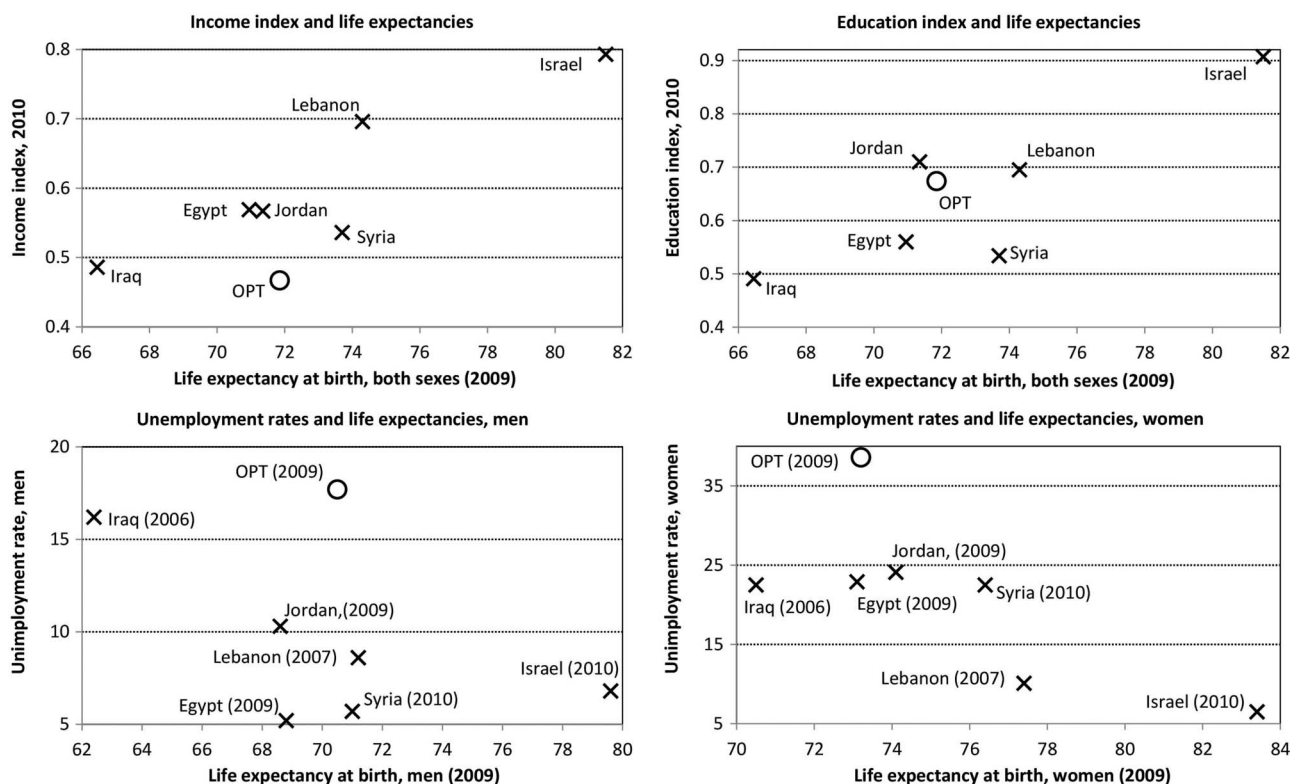 Income index and life expectancies
Income index, 2010
0.8
0.7
0.6
0.5
0.4
Israel
Lebanon
Egypt
Jordan
Syria
Iraq
OPT
66 68 70 72 74 76 78 80 82
Life expectancy at birth, both sexes (2009)
Education index and life expectancies
Education index, 2010
0.9
0.8
0.7
0.6
0.5
0.4
Israel
Jordan
Lebanon
OPT
Egypt
Syria
Iraq
66 68 70 72 74 76 78 80 82
Life expectancy at birth, both sexes (2009)
Unemployment rates and life expectancies, men
Unimployment rate, men
20
15
10
5
OPT (2009)
Iraq (2006)
Jordan,(2009)
Lebanon (2007)
Israel (2010)
Egypt (2009)
Syria (2010)
62 64 66 68 70 72 74 76 78 80
Life expectancy at birth, men (2009)
Unemployment rates and life expectancies, women
Unimployment rate, women
35
25
15
5
OPT (2009)
Jordan, (2009)
Iraq (2006)
Egypt (2009)
Syria (2010)
Lebanon (2007)
Israel (2010)
70 72 74 76 78 80 82 84
Life expectancy at birth, women (2009)